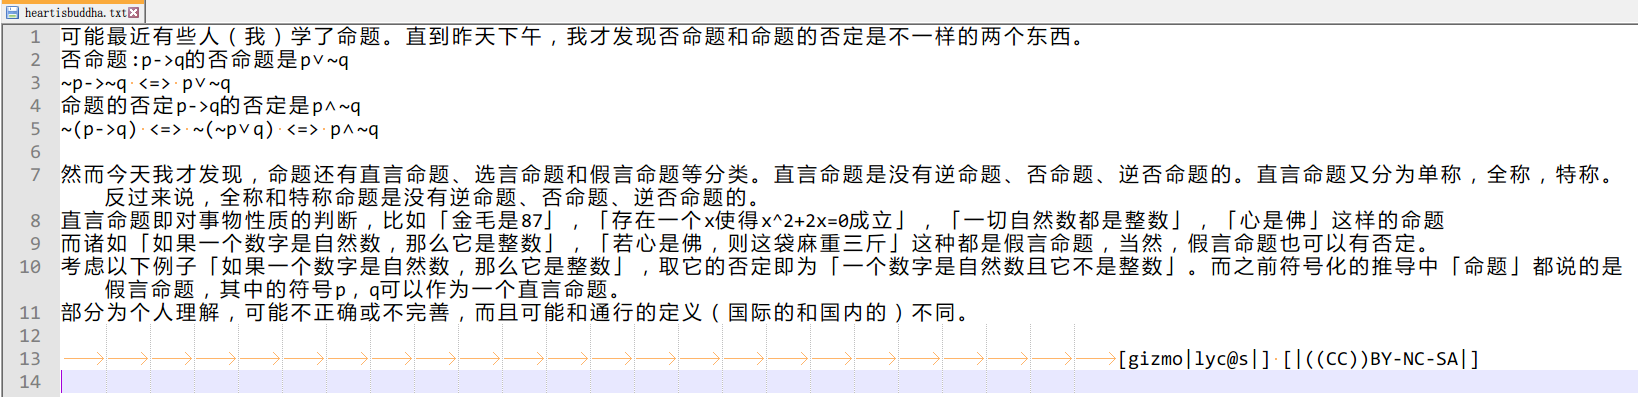 heartisbuddha.txt
1 可能最近有些人(我)学了命题。直到昨天下午,我才发现否命题和命题的否定是不一样的两个东西。
2 否命题:p->q的否命题是p∨~q
3 ~p->~q <=> p∨~q
4 命题的否定p->q的否定是p∧~q
5 ~(p->q) <=> ~(~p∨q) <=> p∧~q
6
7 然而今天我才发现,命题还有直言命题、选言命题和假言命题等分类。直言命题是没有逆命题、否命题、逆否命题的。直言命题又分为单称,全称,特称。
反过来说,全称和特称命题是没有逆命题、否命题、逆否命题的。
8 直言命题即对事物性质的判断,比如「金毛是87」,「存在一个x使得x^2+2x=0成立」,「一切自然数都是整数」,「心是佛」这样的命题
9 而诸如「如果一个数字是自然数,那么它是整数」,「若心是佛,则这袋麻重三斤」这种都是假言命题,当然,假言命题也可以有否定。
10 考虑以下例子「如果一个数字是自然数,那么它是整数」,取它的否定即为「一个数字是自然数且它不是整数」。而之前符号化的推导中「命题」都说的是
假言命题,其中的符号p,q可以作为一个直言命题。
11 部分为个人理解,可能不正确或不完善,而且可能和通行的定义(国际的和国内的)不同。
12
13 [gizmo|lyc@s|] [|((CC))BY-NC-SA|]
14